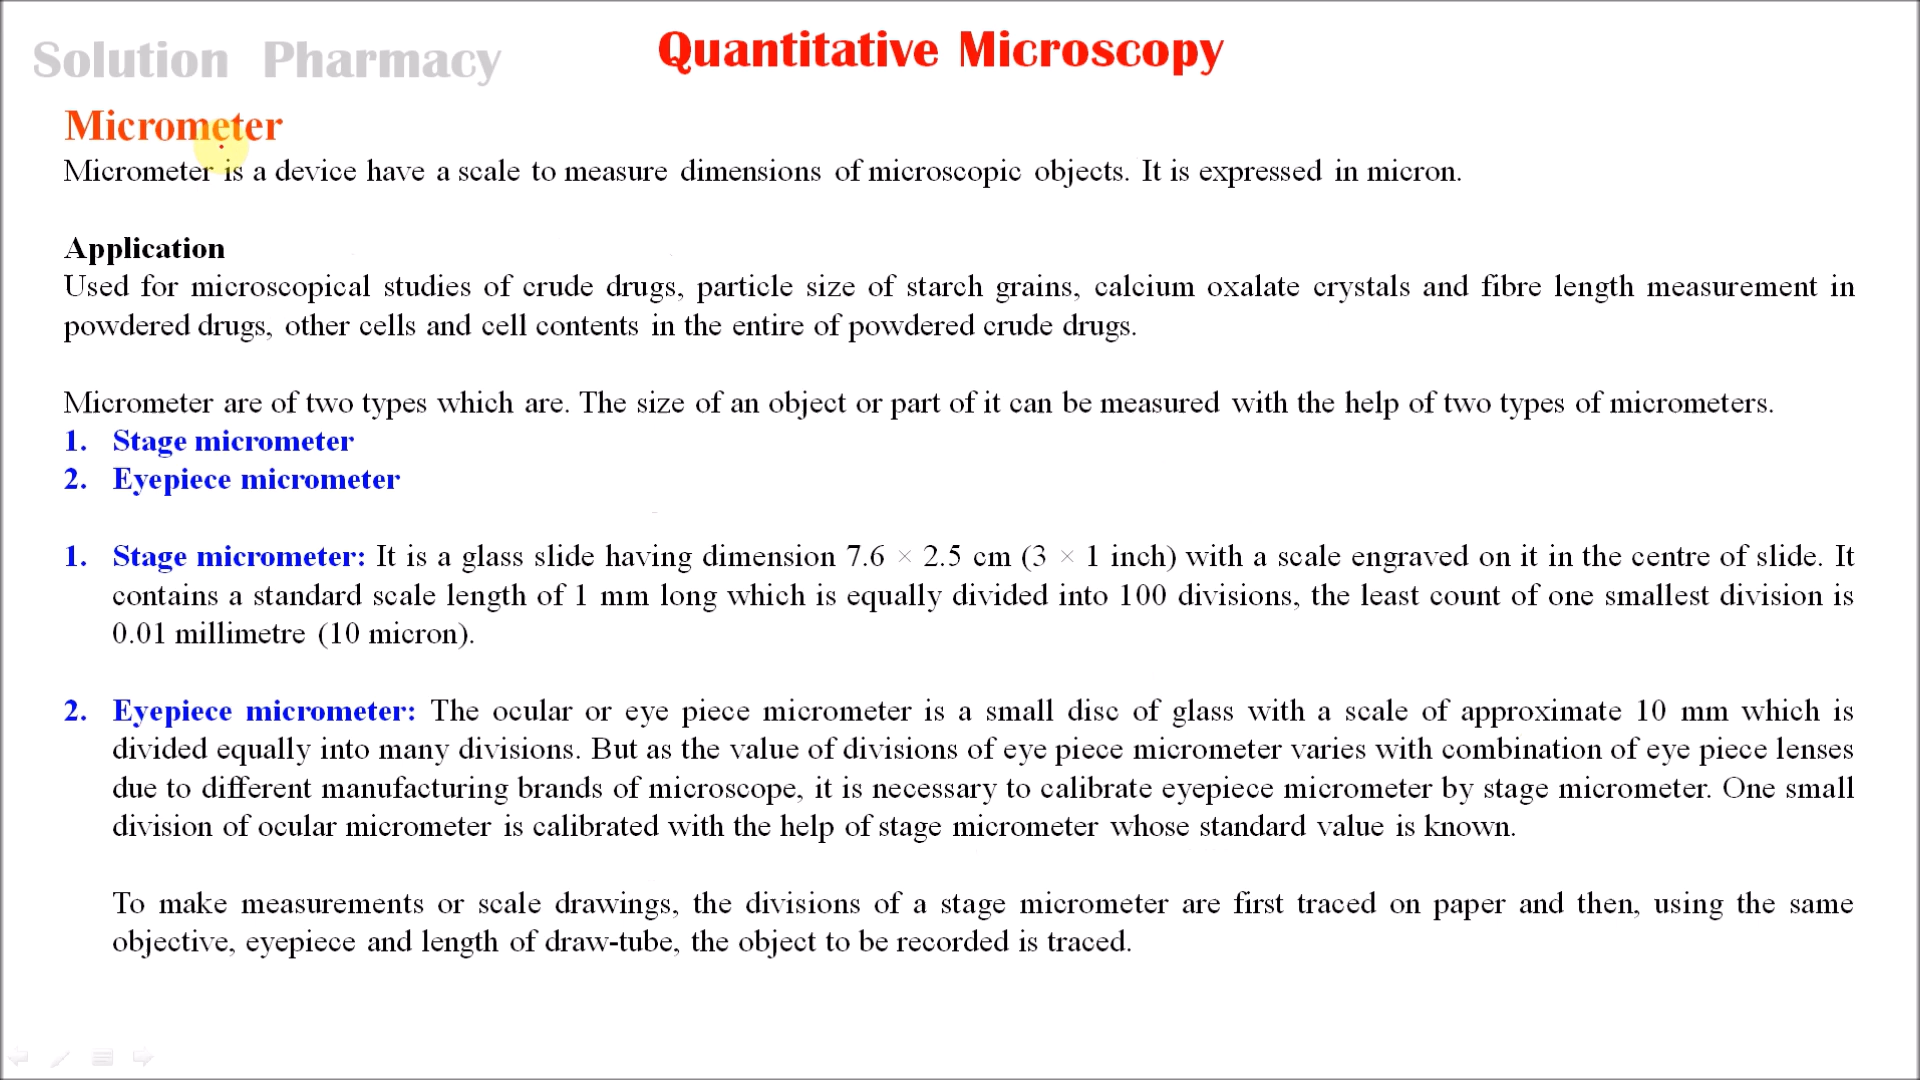 Solution Pharmacy
Quantitative Microscopy
Micrometer
Micrometer is a device have a scale to measure dimensions of microscopic objects. It is expressed in micron.
Application
Used for microscopical studies of crude drugs, particle size of starch grains, calcium oxalate crystals and fibre length measurement in
powdered drugs, other cells and cell contents in the entire of powdered crude drugs.
Micrometer are of two types which are. The size of an object or part of it can be measured with the help of two types of micrometers.
1. Stage micrometer
2. Eyepiece micrometer
1. Stage micrometer: It is a glass slide having dimension 7.6 × 2.5 cm (3 × 1 inch) with a scale engraved on it in the centre of slide. It
contains a standard scale length of 1 mm long which is equally divided into 100 divisions, the least count of one smallest division is
0.01 millimetre (10 micron).
2. Eyepiece micrometer: The ocular or eye piece micrometer is a small disc of glass with a scale of approximate 10 mm which is
divided equally into many divisions. But as the value of divisions of eye piece micrometer varies with combination of eye piece lenses
due to different manufacturing brands of microscope, it is necessary to calibrate eyepiece micrometer by stage micrometer. One small
division of ocular micrometer is calibrated with the help of stage micrometer whose standard value is known.
To make measurements or scale drawings, the divisions of a stage micrometer are first traced on paper and then, using the same
objective, eyepiece and length of draw-tube, the object to be recorded is traced.